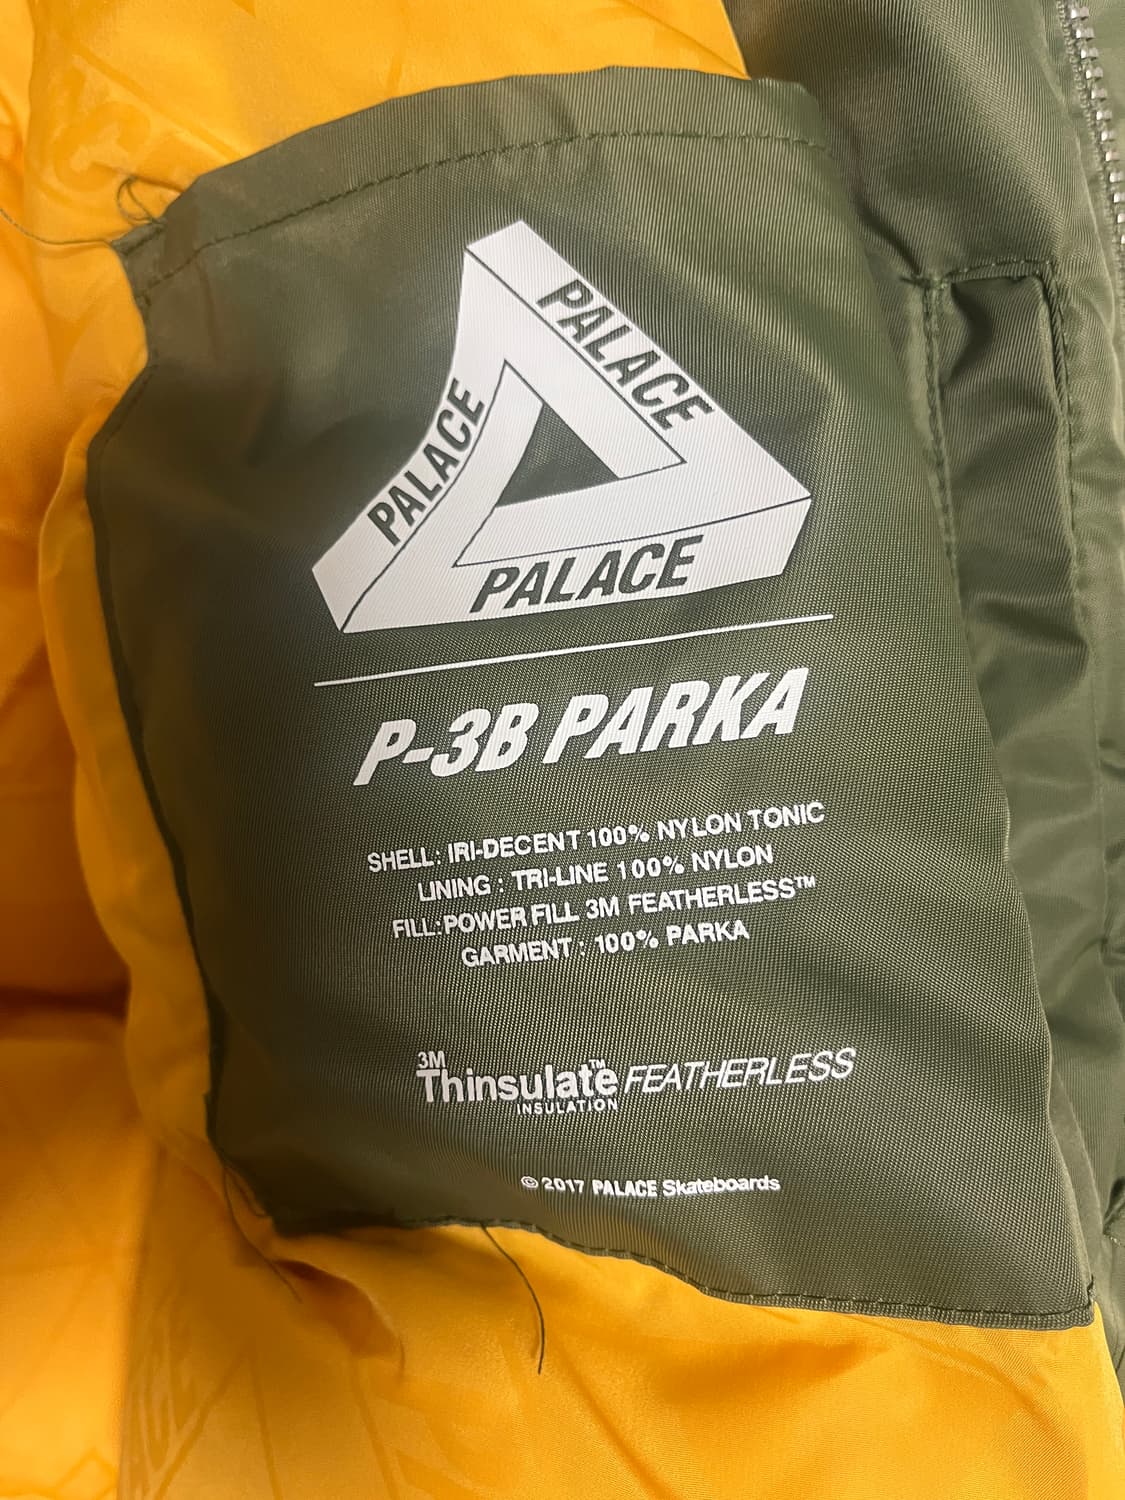 PALACE
PALACE
PALACE
P-3B PARKA
SHELL: IRI-DECENT 100% NYLON TONIC
LINING : TRI-LINE 100% NYLON
FILL:POWER FILL 3M FEATHERLESS™
GARMENT : 100% PARKA
3M
Thinsulate™ FEATHERLESS
INSULATION
© 2017 PALACE Skateboards